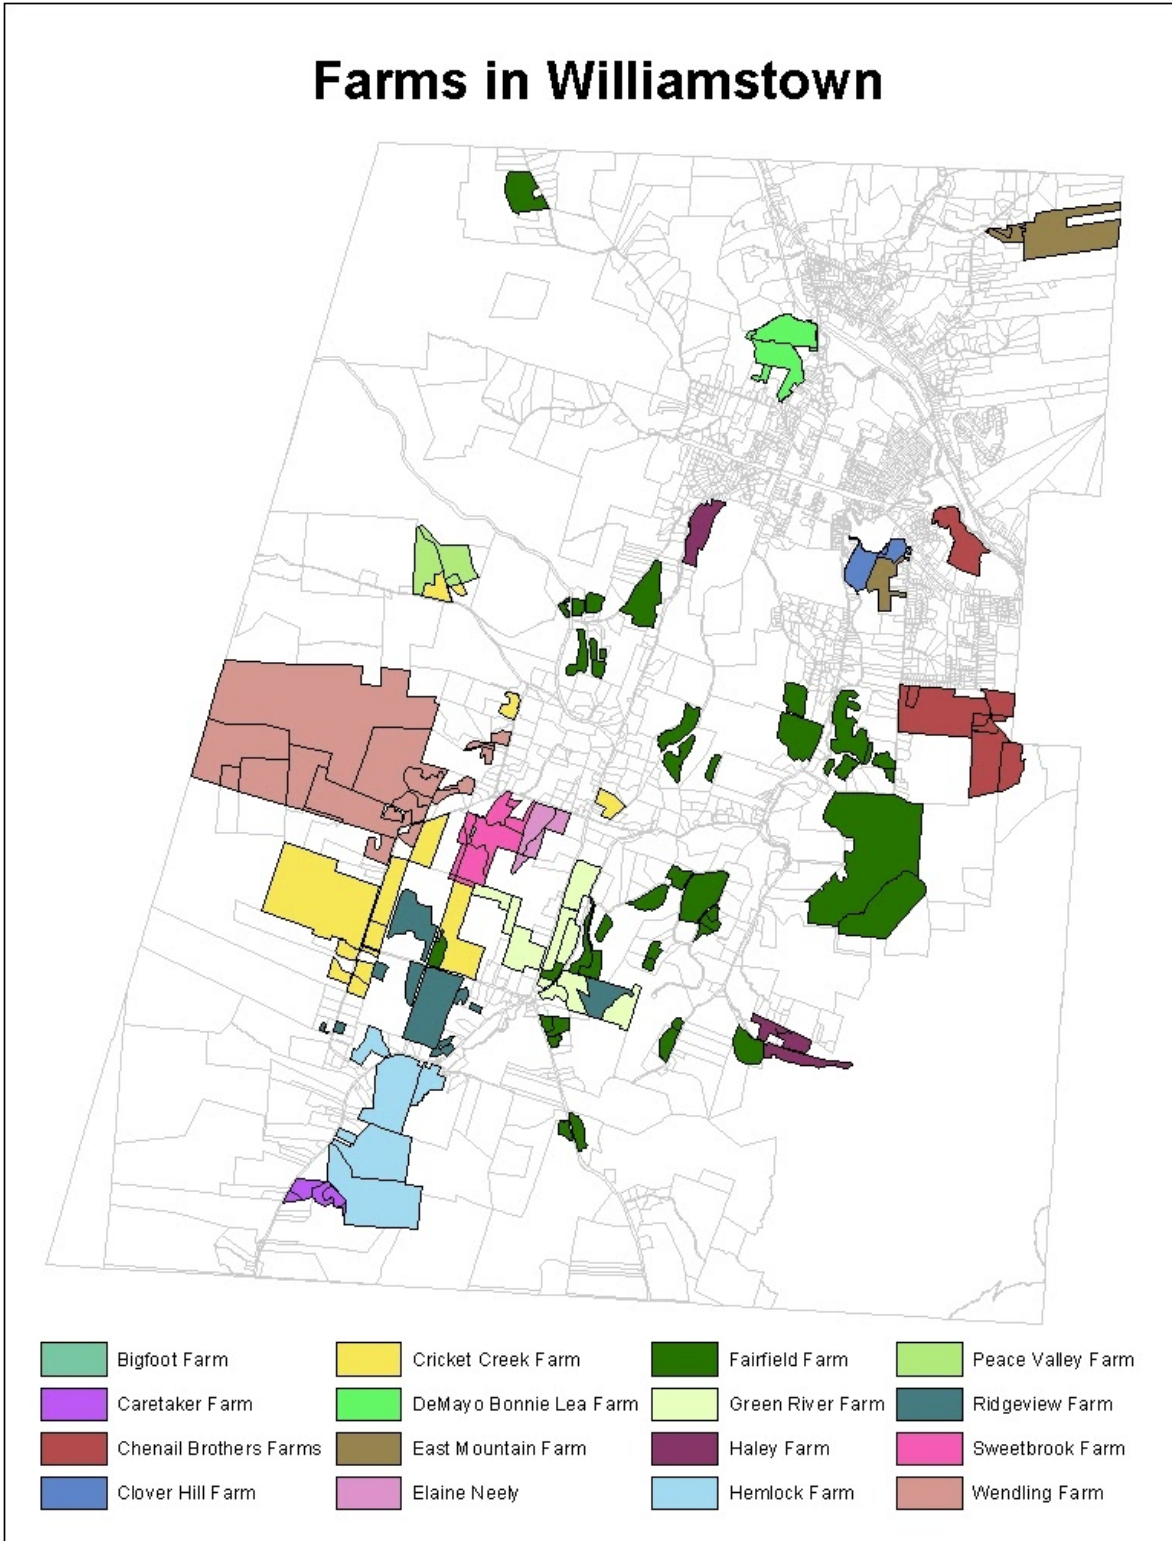 Farms in Williamstown
Bigfoot Farm
Cricket Creek Farm
Fairfield Farm
Peace Valley Farm
Caretaker Farm
DeMayo Bonnie Lea Farm
Green River Farm
Ridgeview Farm
Chenail Brothers Farms
East Mountain Farm
Haley Farm
Sweetbrook Farm
Clover Hill Farm
Elaine Neely
Hemlock Farm
Wendling Farm